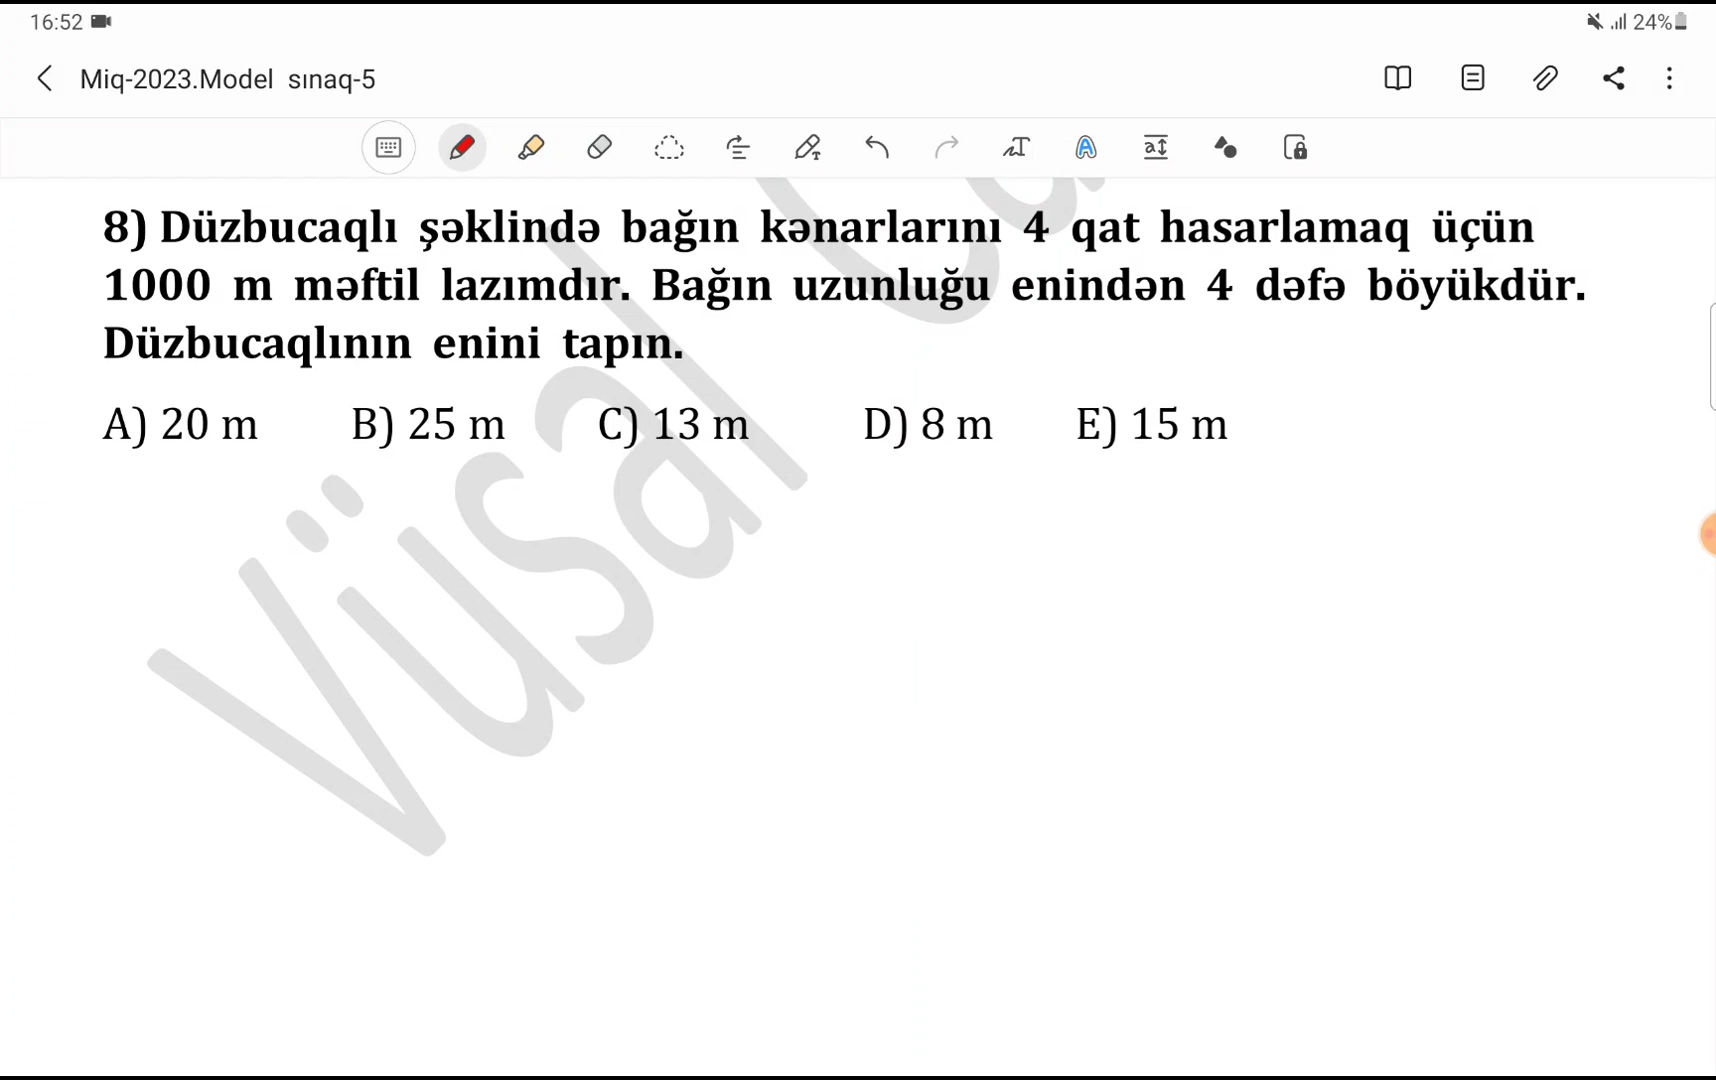 16:52
24%
Miq-2023.Model sınaq-5
8) Düzbucaqlı şəklində bağın kənarlarını 4 qat hasarlamaq üçün
1000 m məftil lazımdır. Bağın uzunluğu enindən 4 dəfə böyükdür.
Düzbucaqlının enini tapın.
A) 20 m B) 25 m C) 13 m D) 8 m E) 15 m
Vüsal